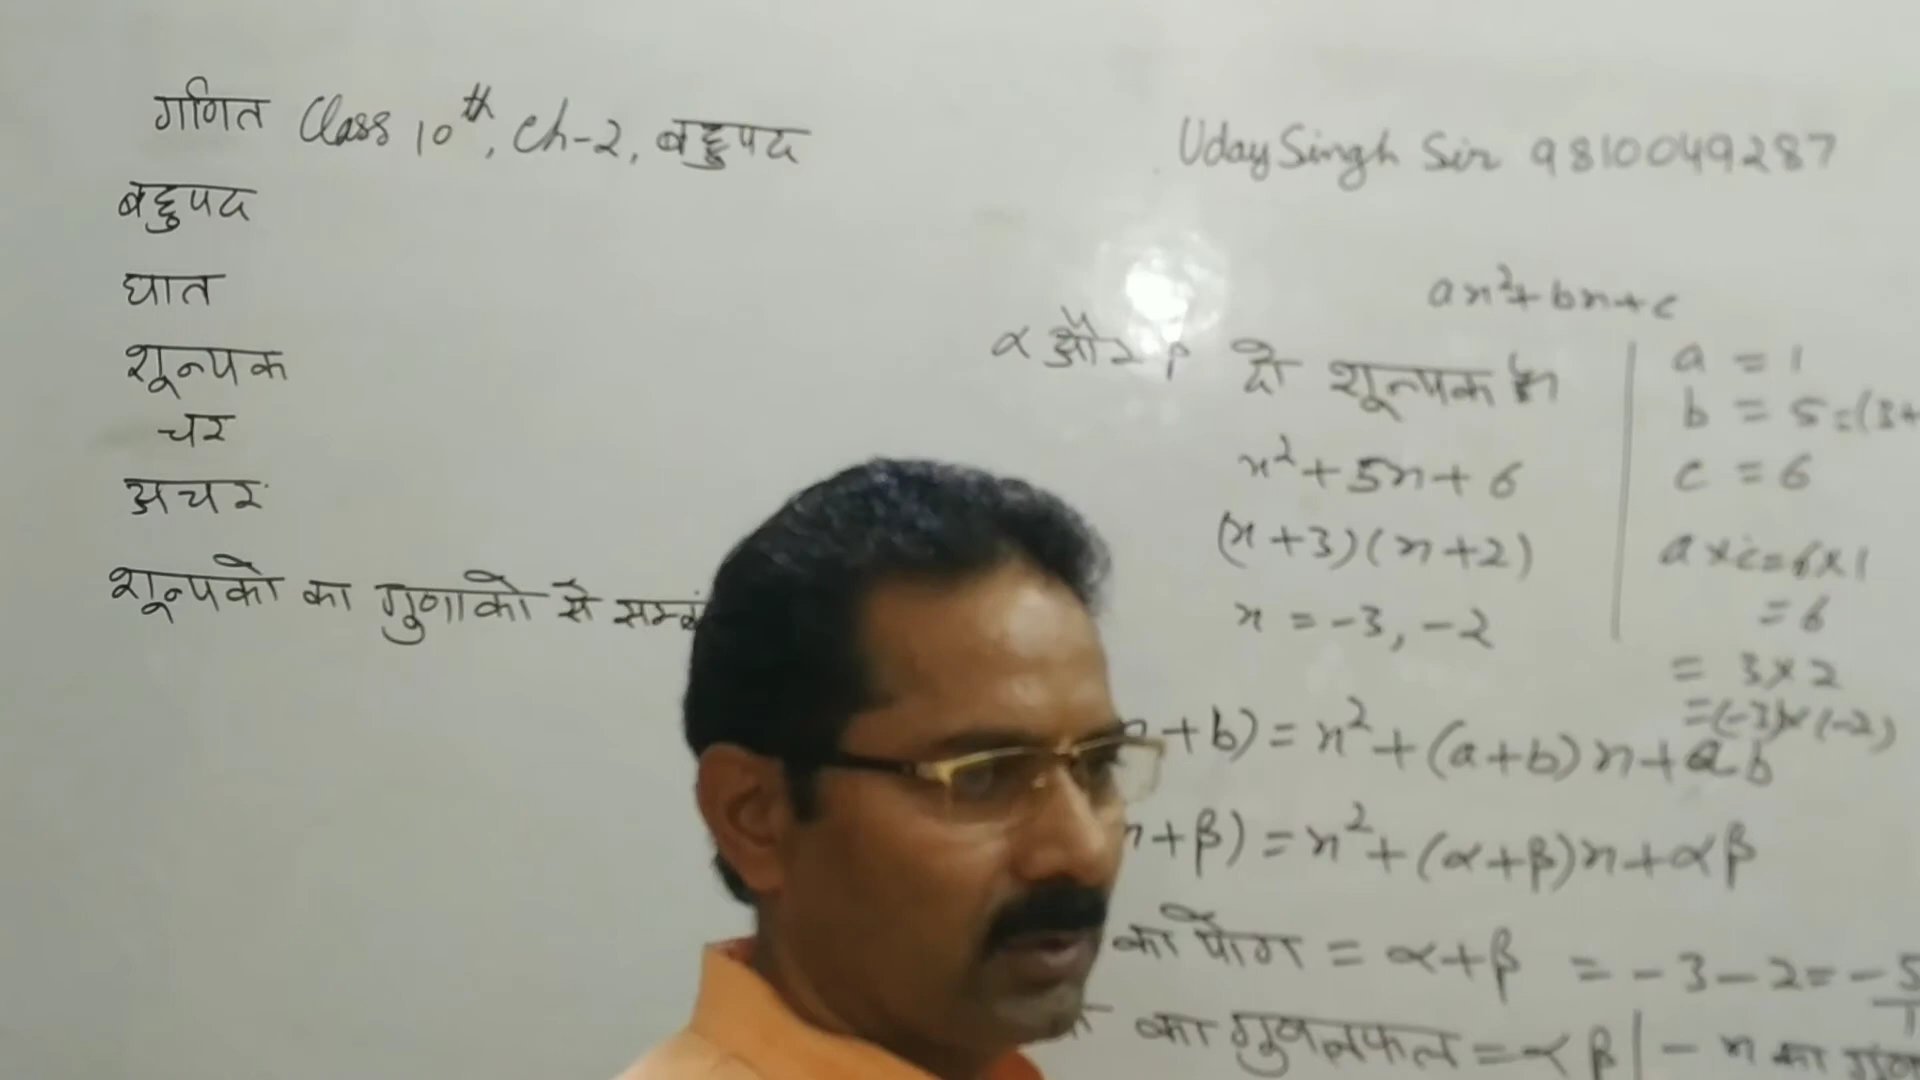 गणित Class 10th, Ch-2, बहुपद
Uday Singh Sir 9810049287
बहुपद
घात
शून्यक
चर
अचर
शून्यको का गुणाको से सम्बं
ax²+bx+c
α और β दो शून्यक है
x²+5x+6
(x+3)(x+2)
x = -3, -2
a = 1
b = 5 = (3+
c = 6
a×c = 6×1
= 6
= 3×2
= (-3)×(-2)
+b) = x²+(a+b)x+ab
+β) = x²+(α+β)x+αβ
का योग = α+β = -3-2 = -5
1
का गुणनफल = αβ | - x का